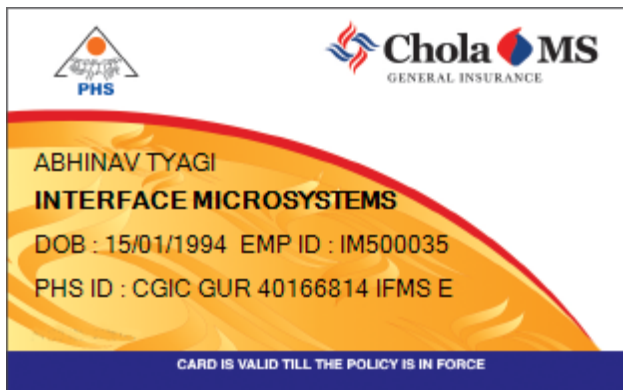 PHS
Chola MS
GENERAL INSURANCE
ABHINAV TYAGI
INTERFACE MICROSYSTEMS
DOB : 15/01/1994 EMP ID : IM500035
PHS ID : CGIC GUR 40166814 IFMS E
CARD IS VALID TILL THE POLICY IS IN FORCE